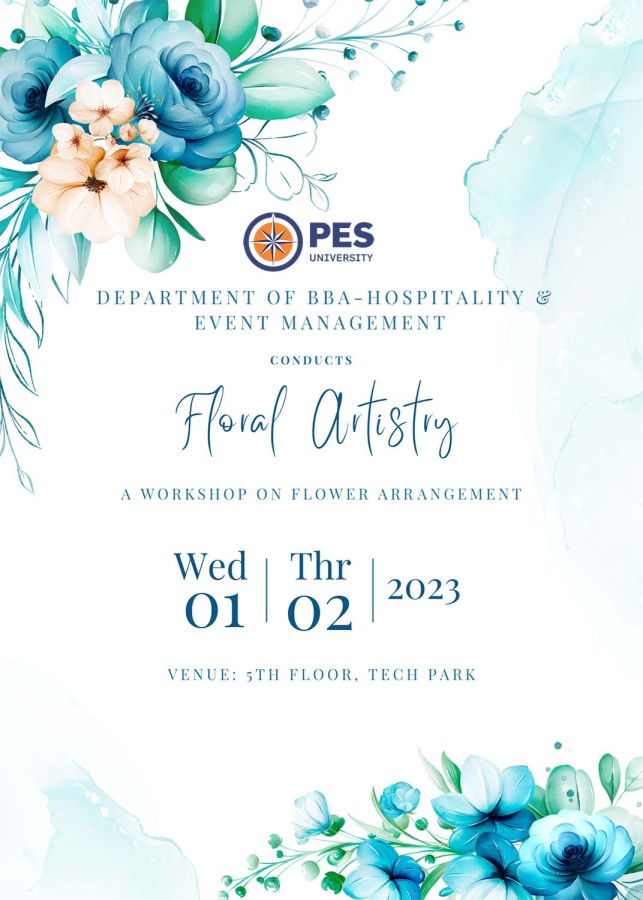 PES
UNIVERSITY
DEPARTMENT OF BBA-HOSPITALITY &
EVENT MANAGEMENT
CONDUCTS
Floral Artistry
A WORKSHOP ON FLOWER ARRANGEMENT
Wed
01
Thr
02
2023
VENUE: 5TH FLOOR, TECH PARK